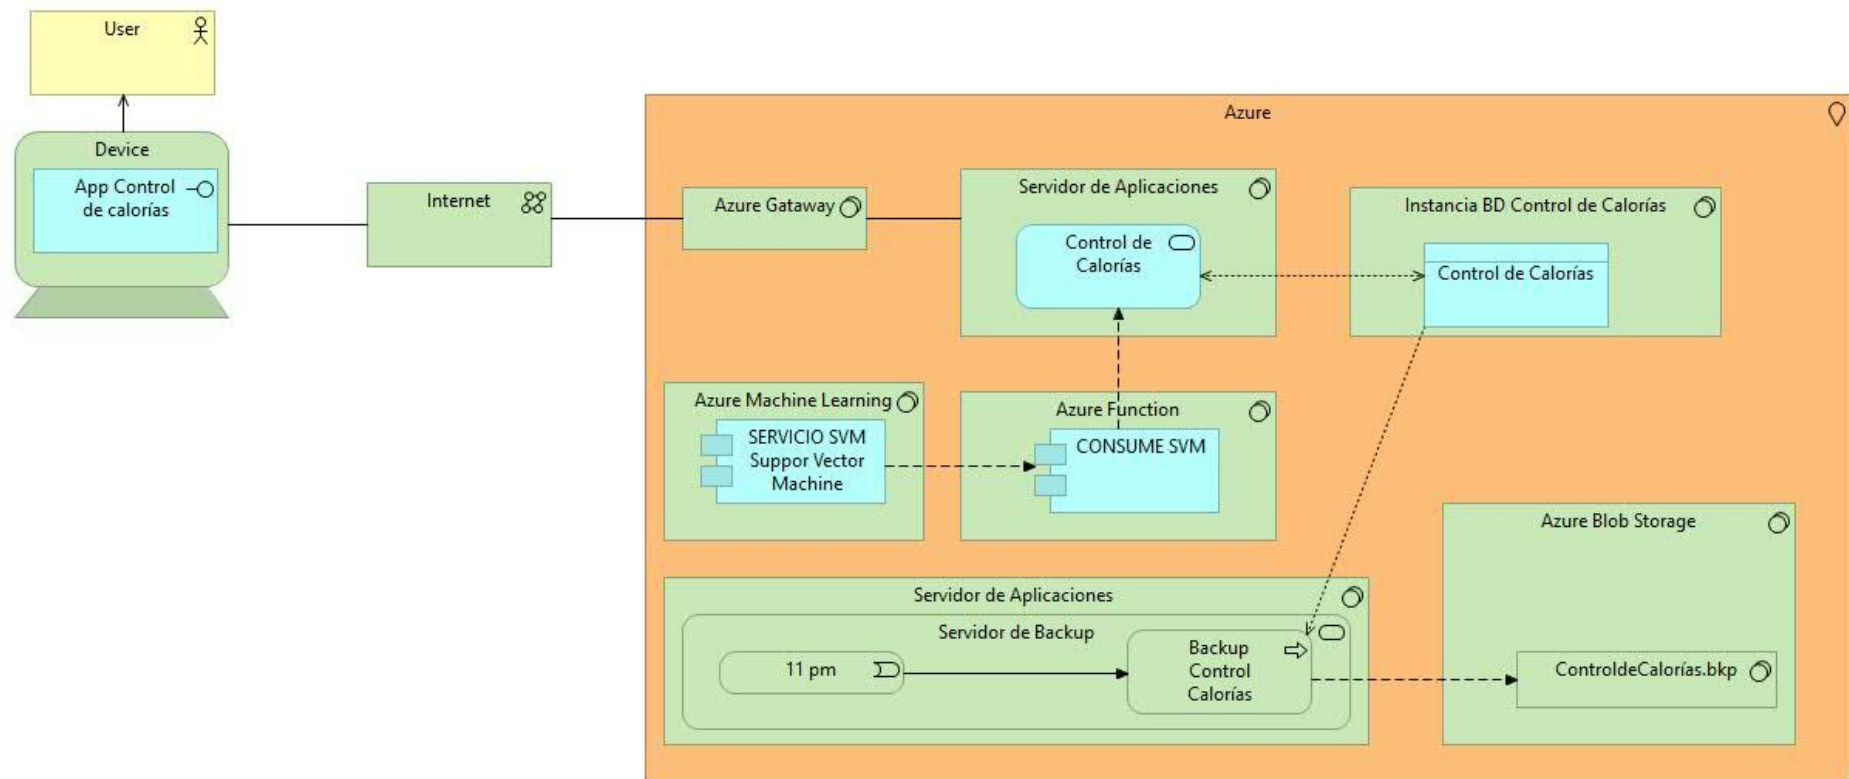 User
Device
App Control
de calorías
Internet
Azure
Azure Gataway
Servidor de Aplicaciones
Control de
Calorías
Instancia BD Control de Calorías
Control de Calorías
Azure Machine Learning
SERVICIO SVM
Suppor Vector
Machine
Azure Function
CONSUME SVM
Azure Blob Storage
ControldeCalorías.bkp
Servidor de Aplicaciones
Servidor de Backup
11 pm
Backup
Control
Calorías